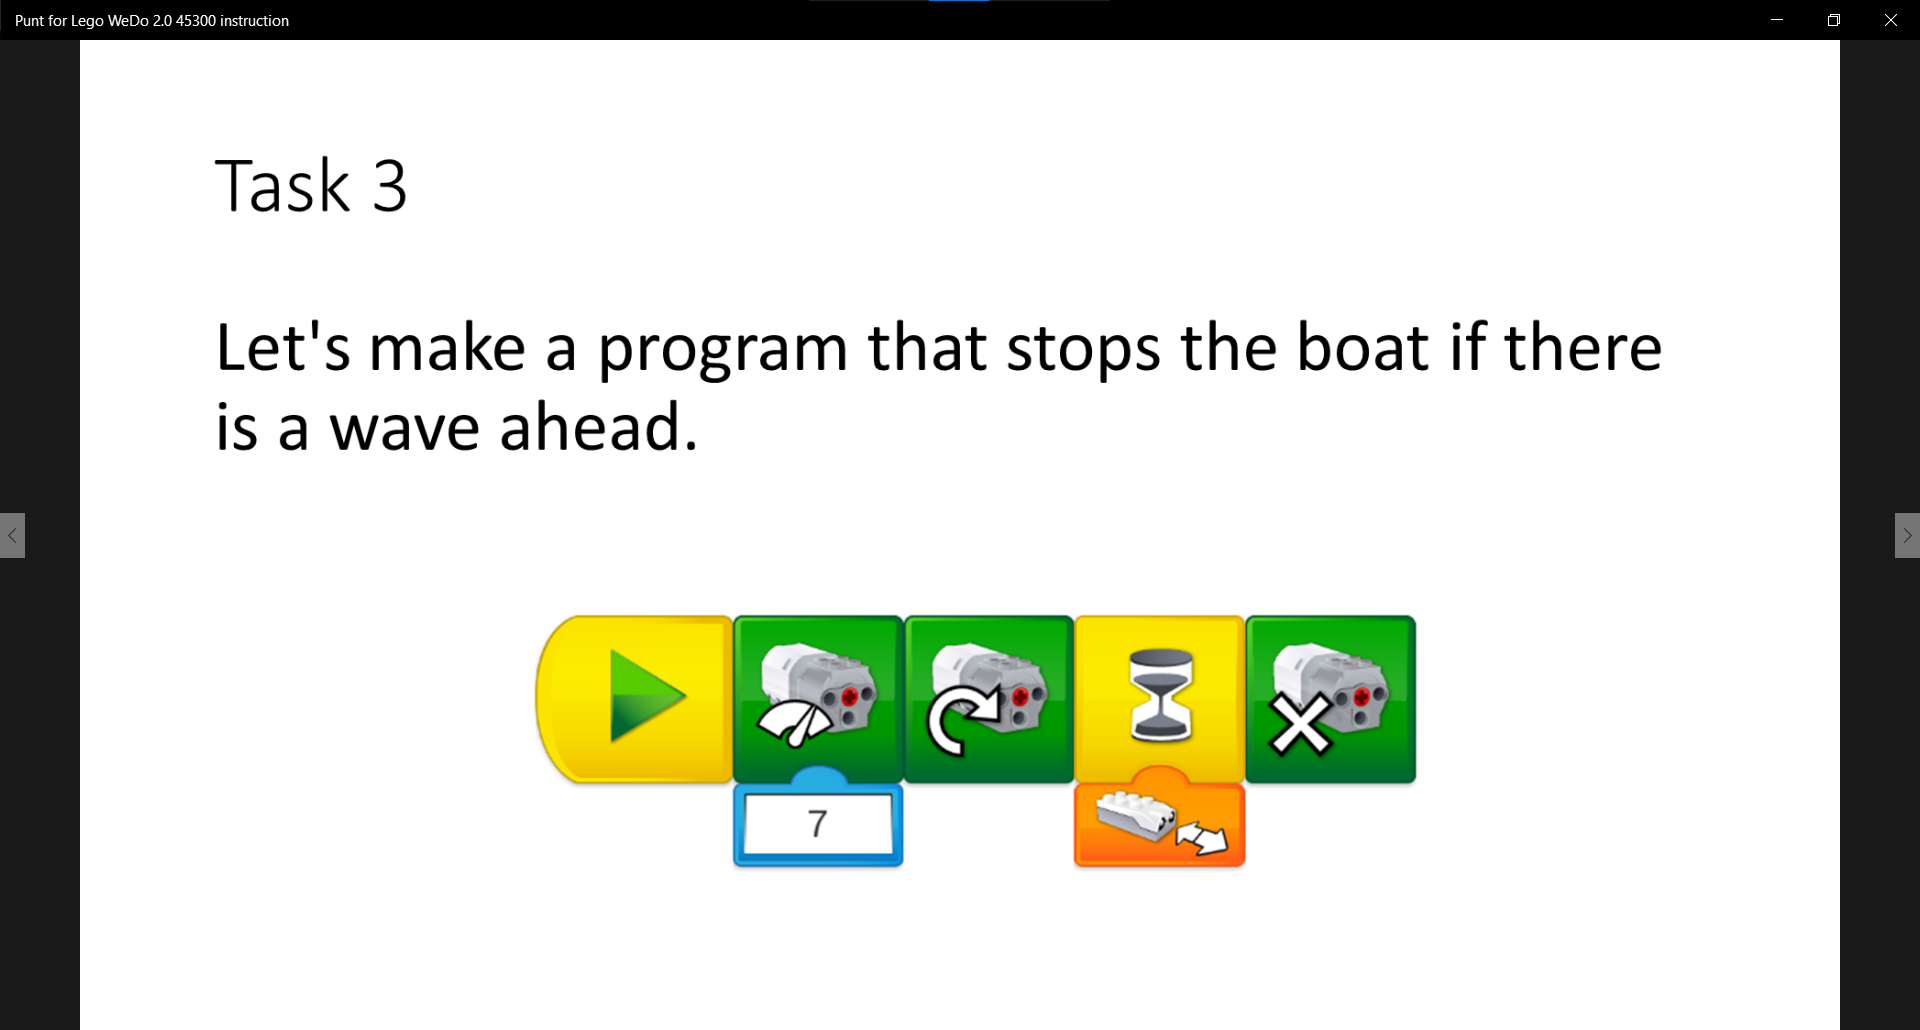 Punt for Lego WeDo 2.0 45300 instruction
Task 3
Let's make a program that stops the boat if there
is a wave ahead.
7